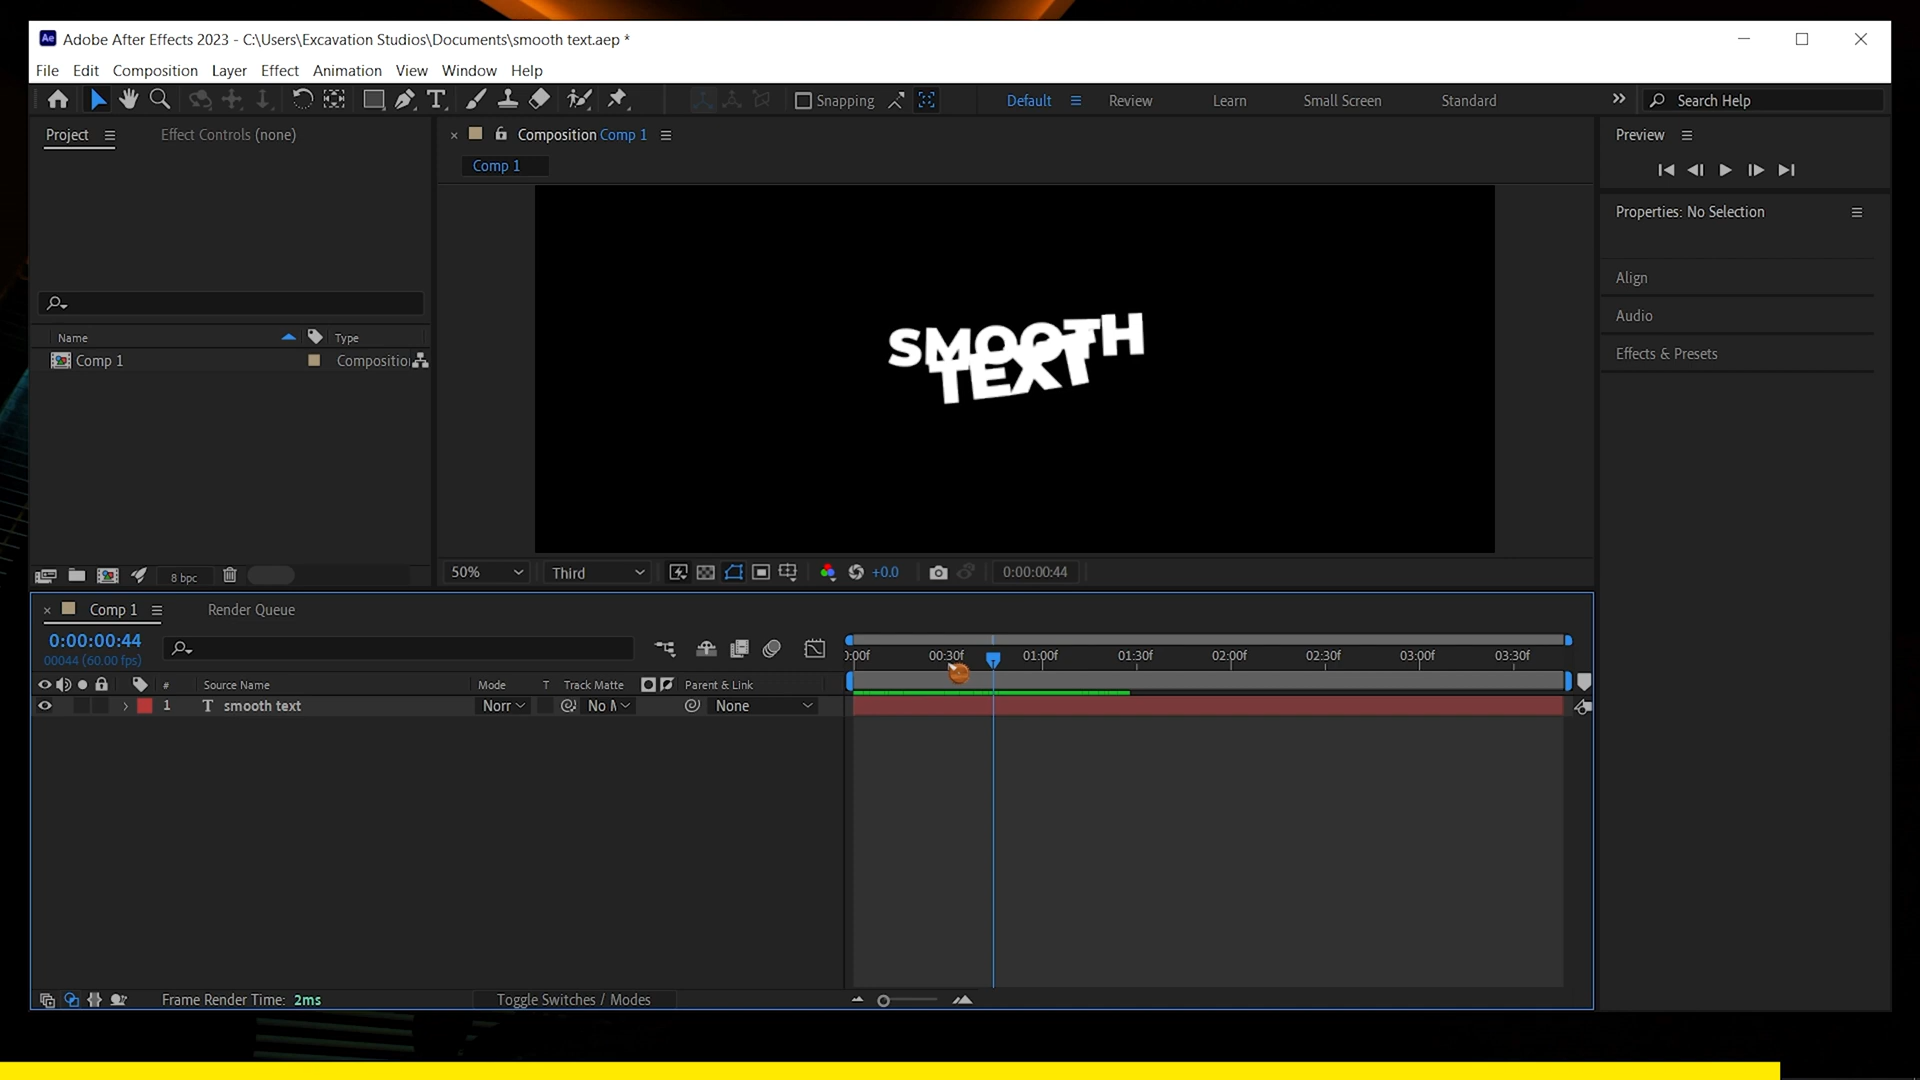 Ae Adobe After Effects 2023 - C:\Users\Excavation Studios\Documents\smooth text.aep *
File Edit Composition Layer Effect Animation View Window Help
Snapping Default Review Learn Small Screen Standard Search Help
Project Effect Controls (none) Composition Comp 1 Preview
Comp 1
Properties: No Selection
Align
Audio
Effects & Presets
Name Type
Comp 1 Compositio
SMOOTH
TEXT
8 bpc 50% Third +0.0 0:00:00:44
Comp 1 Render Queue
0:00:00:44
00044 (60.00 fps)
0:00f 00:30f 01:00f 01:30f 02:00f 02:30f 03:00f 03:30f
# Source Name Mode T Track Matte Parent & Link
1 T smooth text Norr No M None
Frame Render Time: 2ms Toggle Switches / Modes